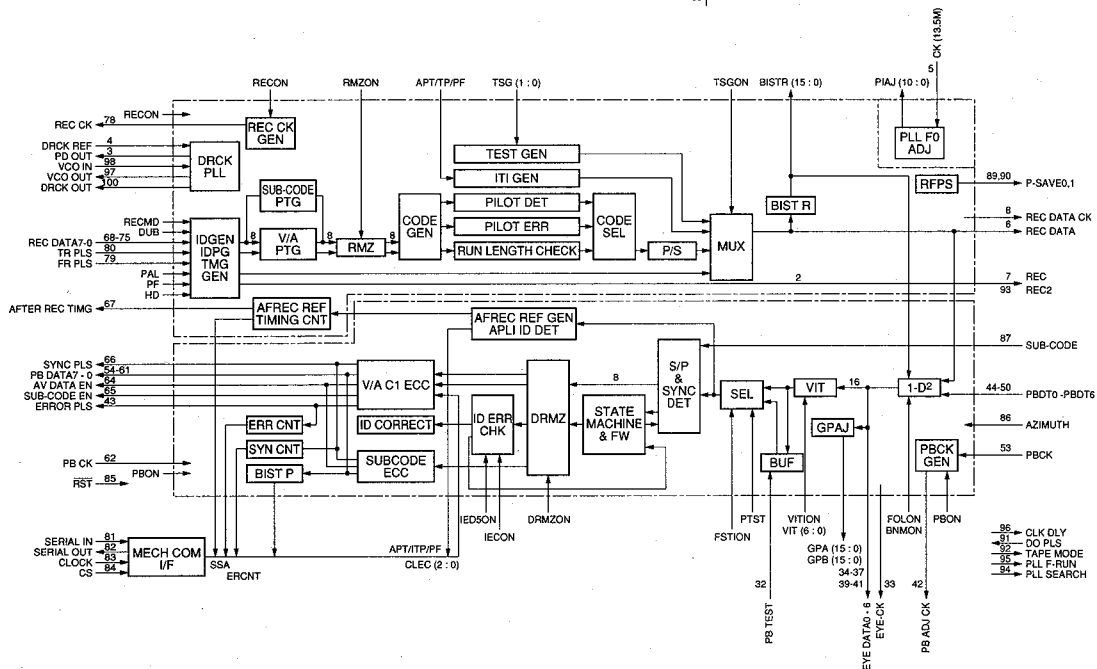 CK (13.5M)
5
RECON
RMZON
APT/TP/PF
TSG (1 : 0)
TSGON
BISTR (15 : 0)
PIAJ (10 : 0)
RECON
REC CK
78
REC CK
GEN
DRCK REF
4
PD OUT
3
VCO IN
98
VCO OUT
97
DRCK OUT
100
DRCK
PLL
PLL F0
ADJ
TEST GEN
ITI GEN
RFPS
89,90
P-SAVE0,1
SUB-CODE
PTG
CODE
GEN
PILOT DET
PILOT ERR
RUN LENGTH CHECK
CODE
SEL
P/S
MUX
BIST R
8
REC DATA CK
6
REC DATA
RECMD
DUB
REC DATA7-0
68-75
TR PLS
80
FR PLS
79
PAL
PF
HD
IDGEN
IDPG
TMG
GEN
8
V/A
PTG
8
RMZ
8
2
7
REC
93
REC2
AFTER REC TIMG
67
AFREC REF
TIMING CNT
AFREC REF GEN
APLI ID DET
87
SUB-CODE
SYNC PLS
66
PB DATA7 - 0
54-61
AV DATA EN
64
SUB-CODE EN
65
ERROR PLS
43
V/A C1 ECC
8
S/P
&
SYNC
DET
SEL
VIT
16
1-D²
44-50
PBDT0 -PBDT6
86
AZIMUTH
ERR CNT
ID CORRECT
ID ERR
CHK
DRMZ
STATE
MACHINE
& FW
GPAJ
SYN CNT
BUF
PBCK
GEN
53
PBCK
PB CK
62
PBON
RST
85
BIST P
SUBCODE
ECC
IED5ON
IECON
DRMZON
FSTION
PTST
VITION
VIT (6 : 0)
FOLON
BNMON
PBON
SERIAL IN
81
SERIAL OUT
82
CLOCK
83
CS
84
MECH COM
I/F
SSA
ERCNT
APT/ITP/PF
CLEC (2 : 0)
GPA (15 : 0)
GPB (15 : 0)
34-37
39-41
32
33
42
96
CLK DLY
91
DO PLS
92
TAPE MODE
95
PLL F-RUN
94
PLL SEARCH
PB TEST
EYE DATA0 - 6
EYE-CK
PB ADJ CK